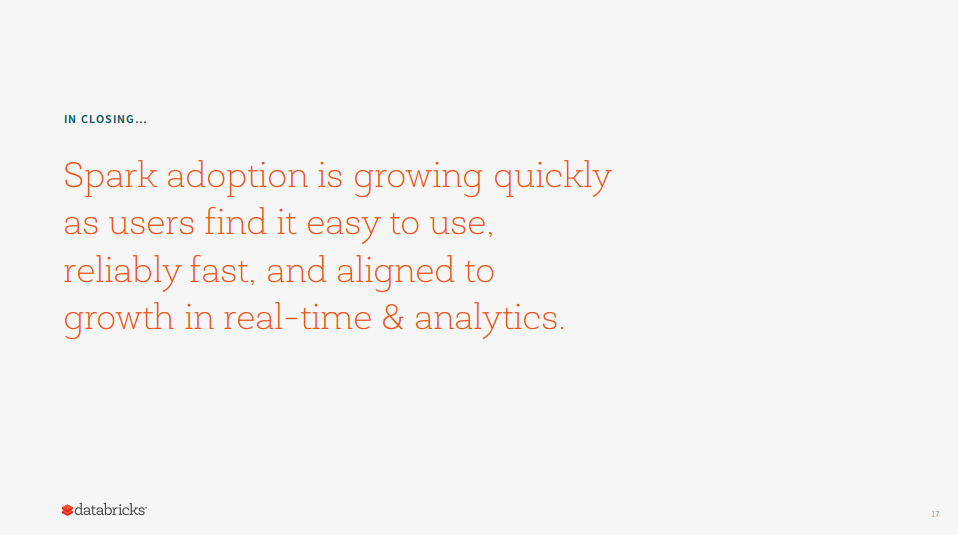 IN CLOSING...
Spark adoption is growing quickly
as users find it easy to use,
reliably fast, and aligned to
growth in real-time & analytics.
databricks
17